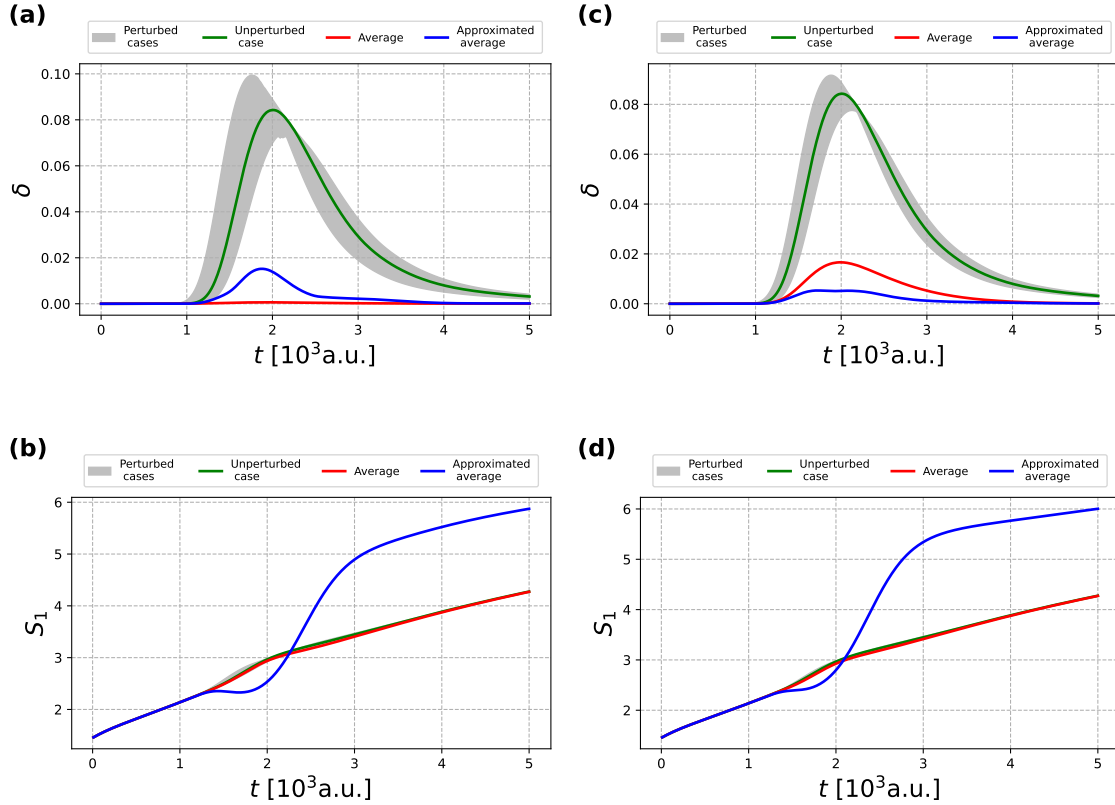 (a)
Perturbed cases
Unperturbed case
Average
Approximated average
0.10
0.08
0.06
0.04
0.02
0.00
δ
0 1 2 3 4 5
t [10³a.u.]
(c)
Perturbed cases
Unperturbed case
Average
Approximated average
0.08
0.06
0.04
0.02
0.00
δ
0 1 2 3 4 5
t [10³a.u.]
(b)
Perturbed cases
Unperturbed case
Average
Approximated average
6
5
4
3
2
S₁
0 1 2 3 4 5
t [10³a.u.]
(d)
Perturbed cases
Unperturbed case
Average
Approximated average
6
5
4
3
2
S₁
0 1 2 3 4 5
t [10³a.u.]